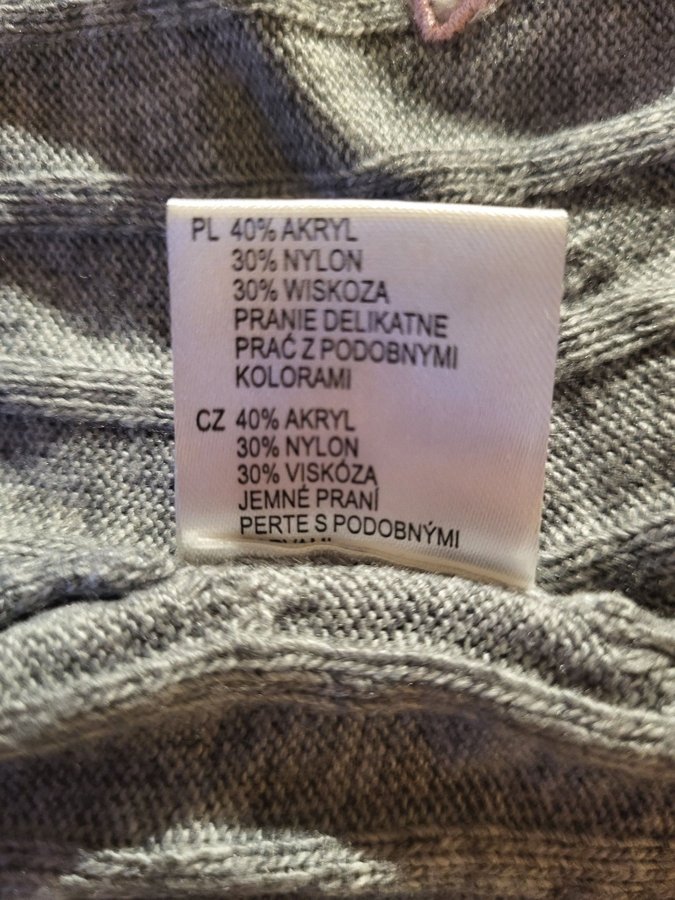 PL 40% AKRYL
30% NYLON
30% WISKOZA
PRANIE DELIKATNE
PRAĆ Z PODOBNYMI
KOLORAMI
CZ 40% AKRYL
30% NYLON
30% VISKÓZA
JEMNÉ PRANÍ
PERTE S PODOBNÝMI